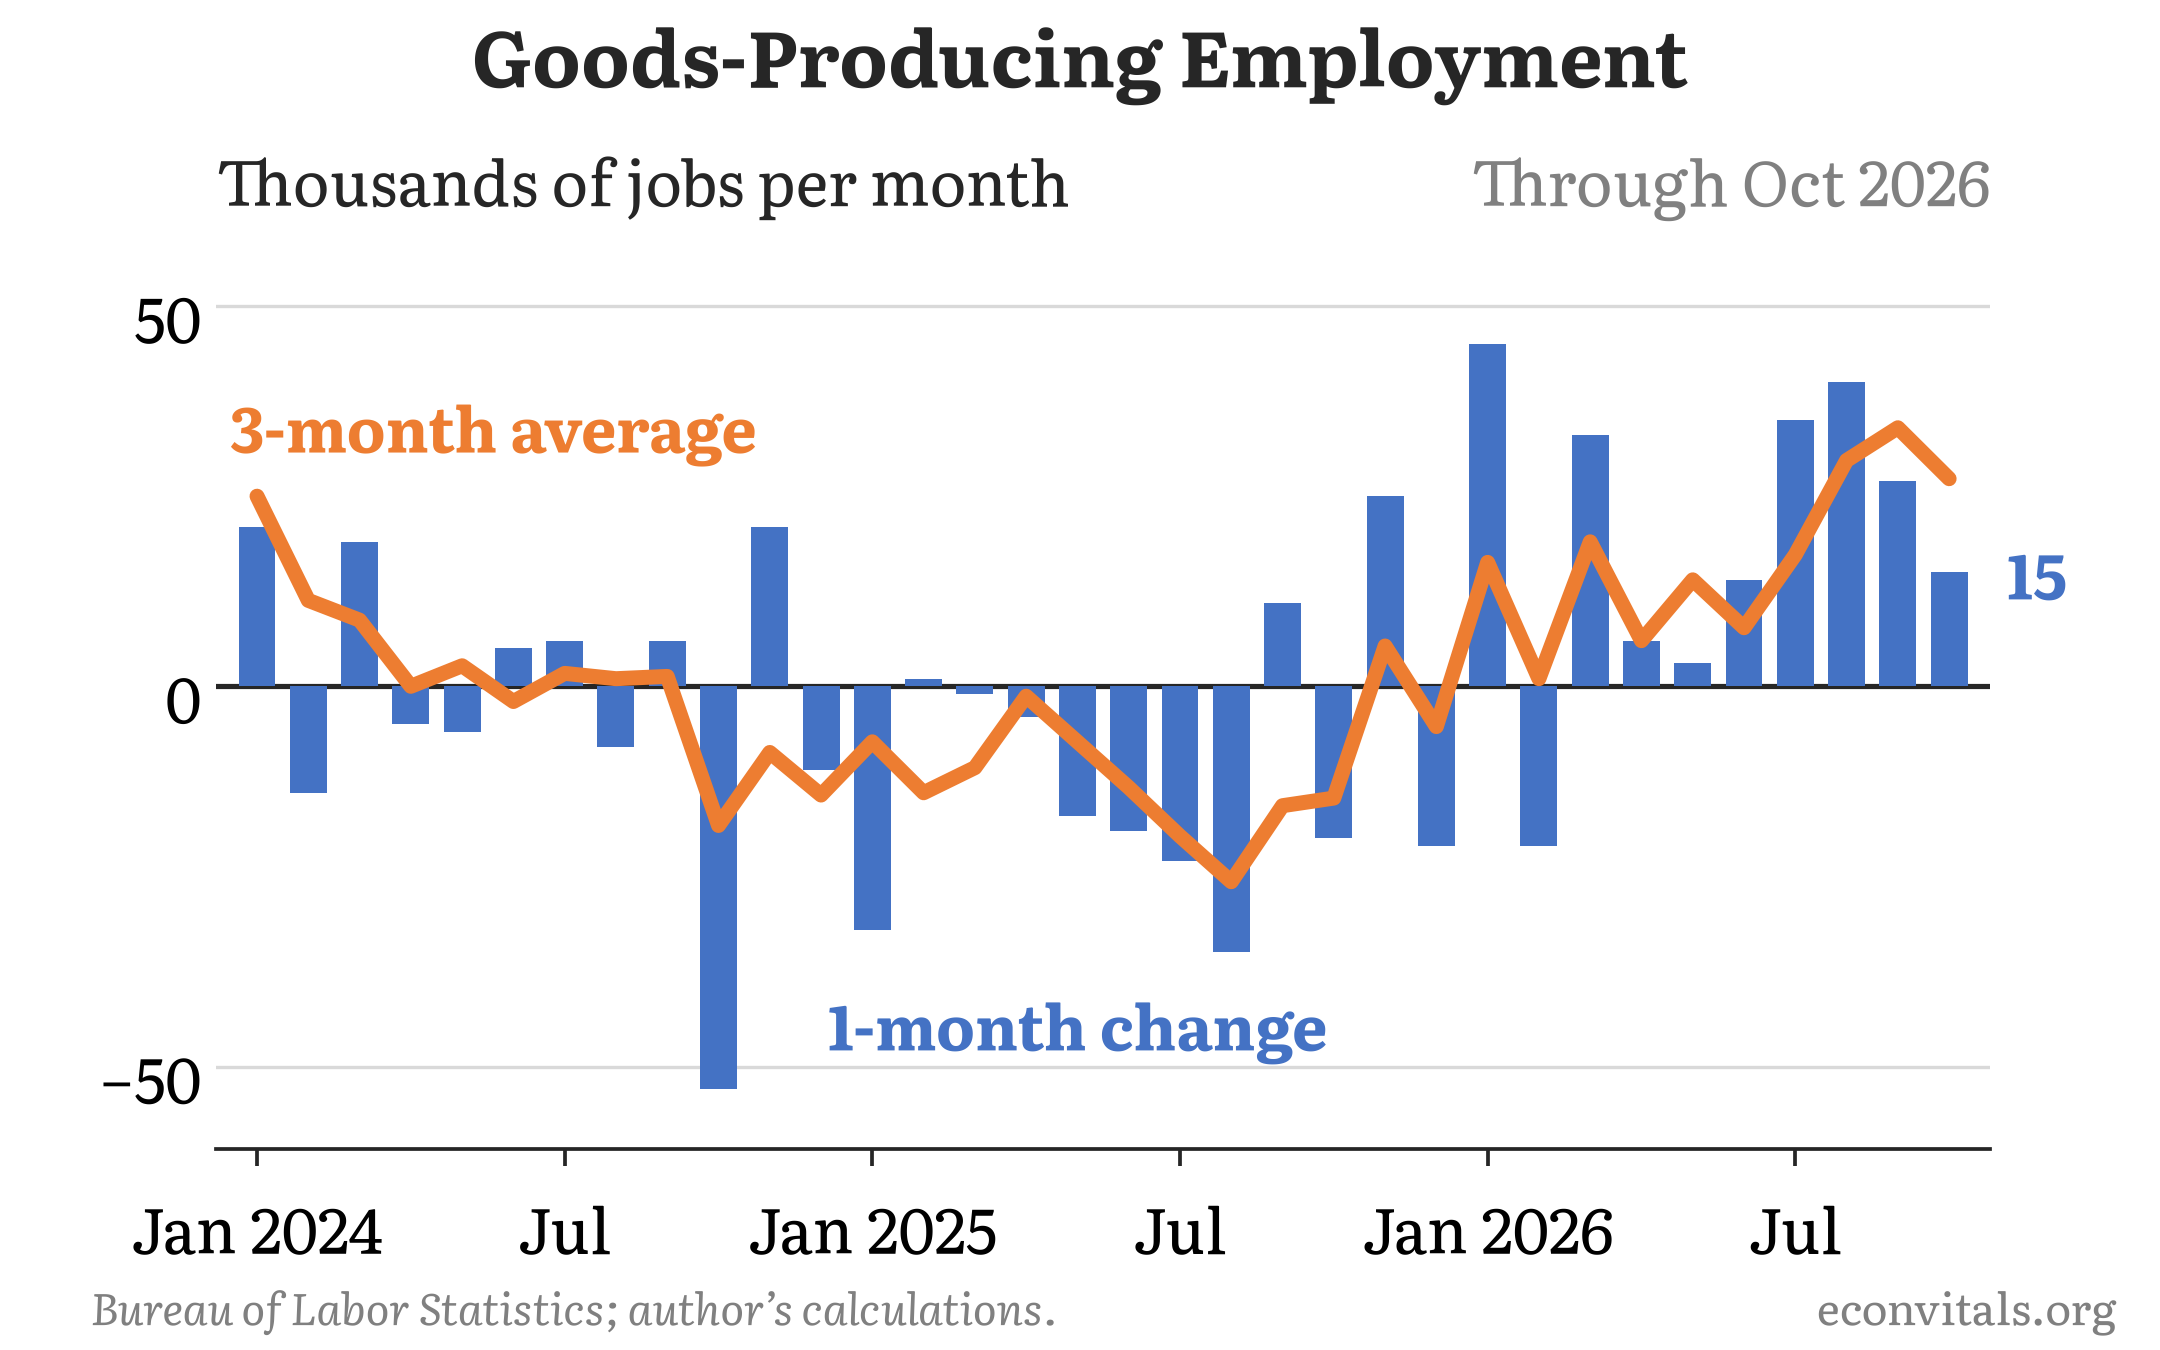 Goods-Producing Employment
Thousands of jobs per month
Through Oct 2026
50
3-month average
15
0
1-month change
−50
Jan 2024 Jul Jan 2025 Jul Jan 2026 Jul
Bureau of Labor Statistics; author’s calculations.
econvitals.org